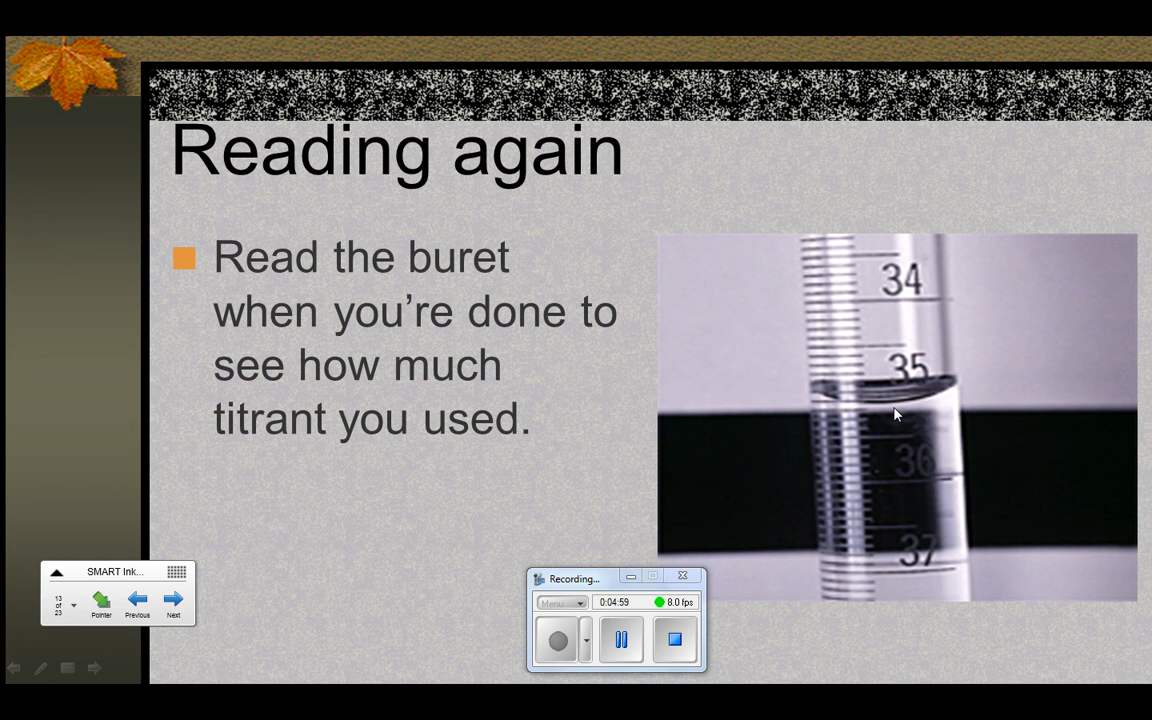 Reading again
Read the buret
when you're done to
see how much
titrant you used.
34
35
36
37
SMART Ink...
13
of
23
Pointer
Previous
Next
Recording...
Menu
0:04:59
8.0 fps